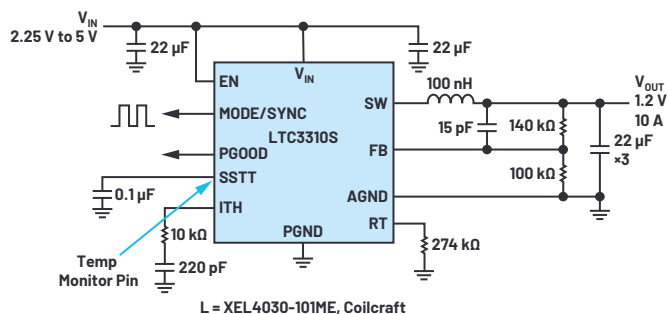 VIN
2.25 V to 5 V
22 µF
22 µF
VIN
EN
MODE/SYNC
LTC3310S
PGOOD
SSTT
ITH
PGND
SW
FB
AGND
RT
100 nH
15 pF
140 kΩ
100 kΩ
VOUT
1.2 V
10 A
22 µF
×3
0.1 µF
10 kΩ
220 pF
274 kΩ
Temp
Monitor Pin
L = XEL4030-101ME, Coilcraft